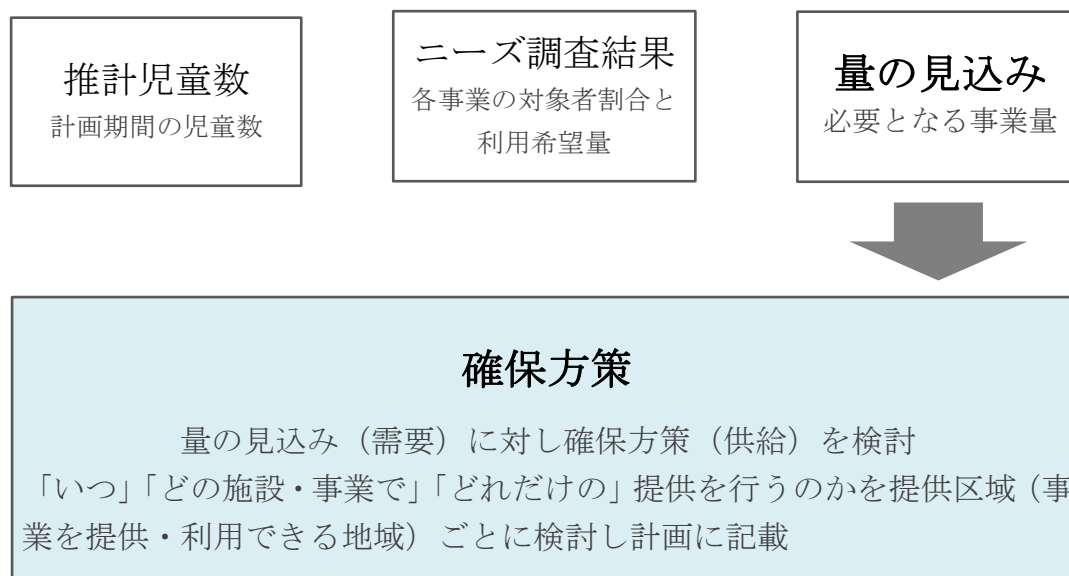 推計児童数
計画期間の児童数
ニーズ調査結果
各事業の対象者割合と
利用希望量
量の見込み
必要となる事業量
確保方策
量の見込み（需要）に対し確保方策（供給）を検討
「いつ」「どの施設・事業で」「どれだけの」提供を行うのかを提供区域（事
業を提供・利用できる地域）ごとに検討し計画に記載